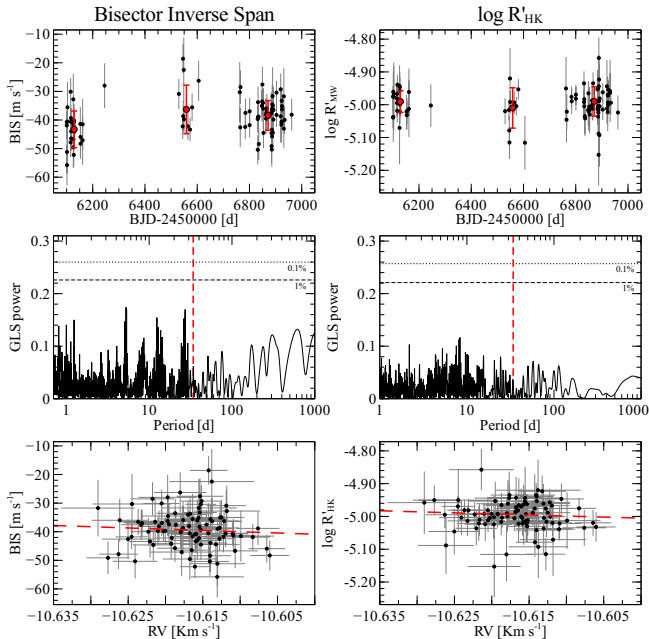 Bisector Inverse Span
log R'HK
−10
−20
−30
−40
−50
−60
BIS [m s⁻¹]
6200 6400 6600 6800 7000
BJD-2450000 [d]
-4.80
-4.90
-5.00
-5.10
-5.20
log R'MW
6200 6400 6600 6800 7000
BJD-2450000 [d]
0.3
0.2
0.1
0
GLS power
0.1%
1%
1 10 100 1000
Period [d]
0.3
0.2
0.1
0
GLS power
0.1%
1%
1 10 100 1000
Period [d]
−10
−20
−30
−40
−50
−60
BIS [m s⁻¹]
−10.635 −10.625 −10.615 −10.605
RV [Km s⁻¹]
-4.80
-4.90
-5.00
-5.10
-5.20
log R'HK
−10.635 −10.625 −10.615 −10.605
RV [Km s⁻¹]